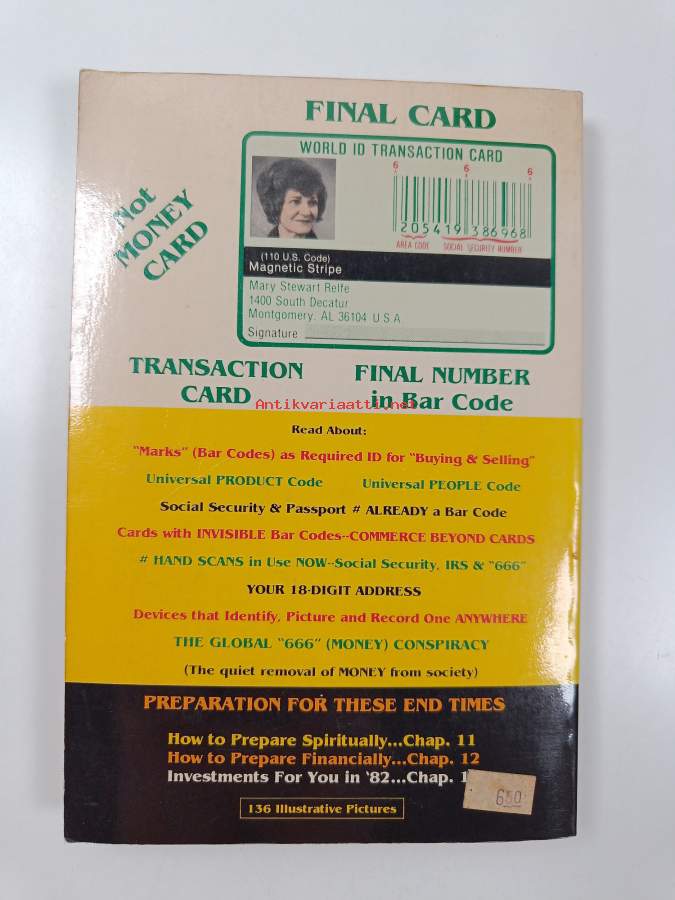 FINAL CARD
Not
MONEY
CARD
WORLD ID TRANSACTION CARD
6 6 6
205419386968
AREA CODE SOCIAL SECURITY NUMBER
(110 U.S. Code)
Magnetic Stripe
Mary Stewart Relfe
1400 South Decatur
Montgomery. AL 36104 U S A
Signature
TRANSACTION
CARD
FINAL NUMBER
in Bar Code
Antikvariaatti.net
Read About:
"Marks" (Bar Codes) as Required ID for "Buying & Selling"
Universal PRODUCT Code Universal PEOPLE Code
Social Security & Passport # ALREADY a Bar Code
Cards with INVISIBLE Bar Codes--COMMERCE BEYOND CARDS
# HAND SCANS in Use NOW--Social Security, IRS & "666"
YOUR 18-DIGIT ADDRESS
Devices that Identify, Picture and Record One ANYWHERE
THE GLOBAL "666" (MONEY) CONSPIRACY
(The quiet removal of MONEY from society)
PREPARATION FOR THESE END TIMES
How to Prepare Spiritually...Chap. 11
How to Prepare Financially...Chap. 12
Investments For You in '82...Chap.
650
136 Illustrative Pictures